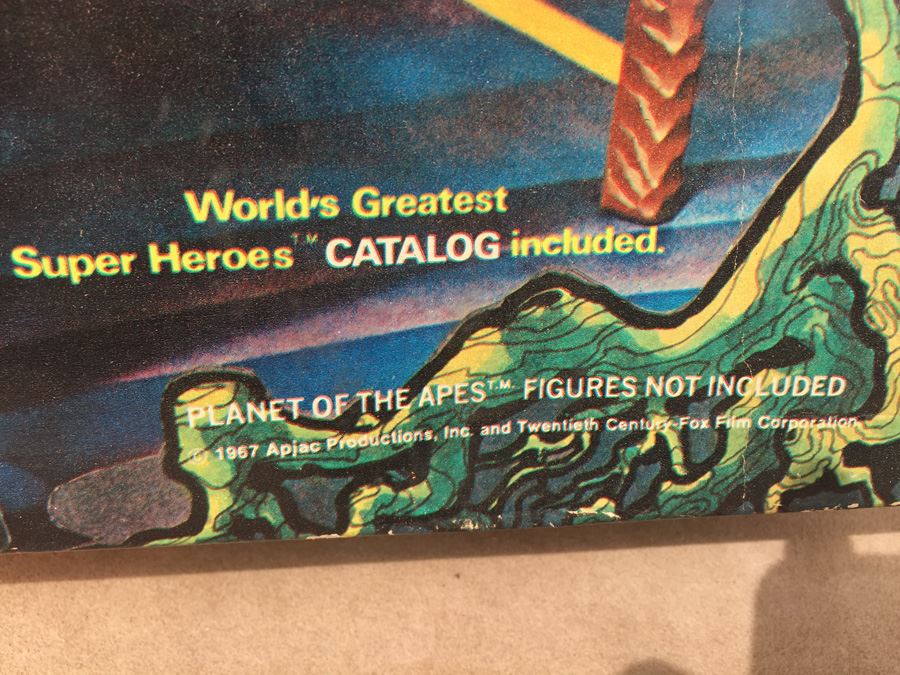 World's Greatest
Super Heroes™ CATALOG included.
PLANET OF THE APES T.M. FIGURES NOT INCLUDED
© 1967 Apjac Productions, Inc. and Twentieth Century-Fox Film Corporation